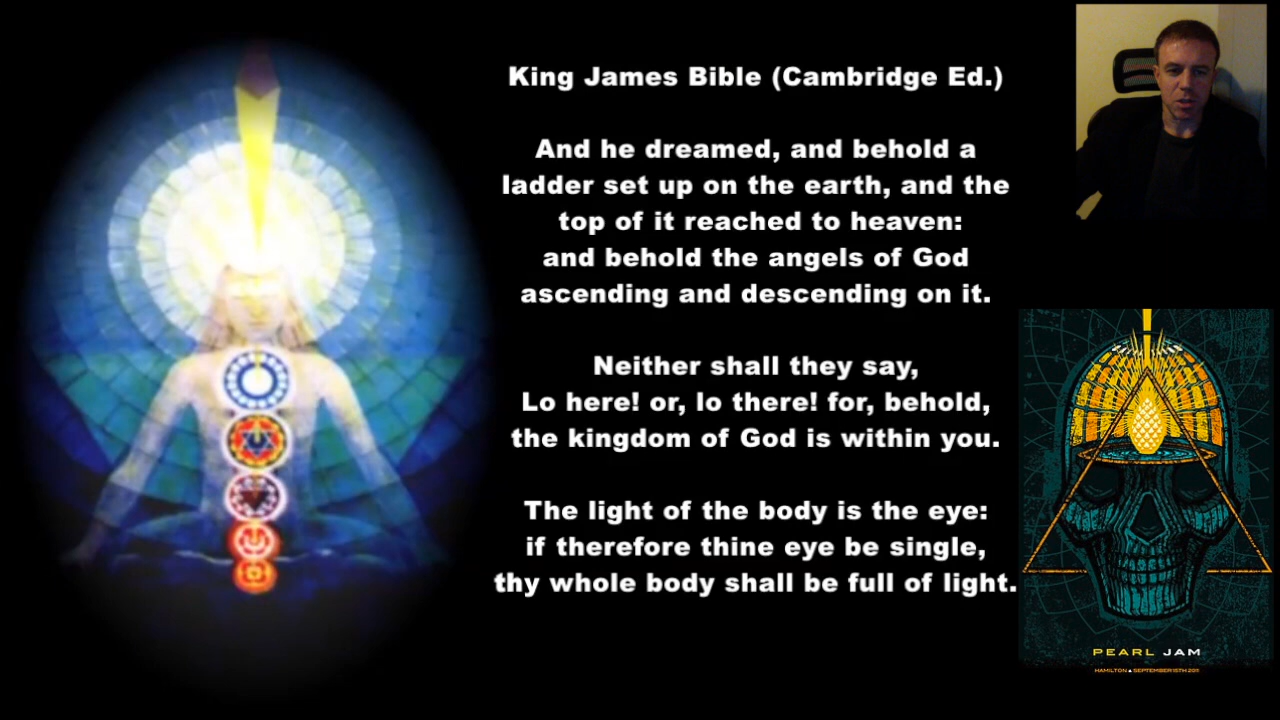 King James Bible (Cambridge Ed.)
And he dreamed, and behold a
ladder set up on the earth, and the
top of it reached to heaven:
and behold the angels of God
ascending and descending on it.
Neither shall they say,
Lo here! or, lo there! for, behold,
the kingdom of God is within you.
The light of the body is the eye:
if therefore thine eye be single,
thy whole body shall be full of light.
PEARL JAM
HAMILTON ▲ SEPTEMBER 15TH 2011